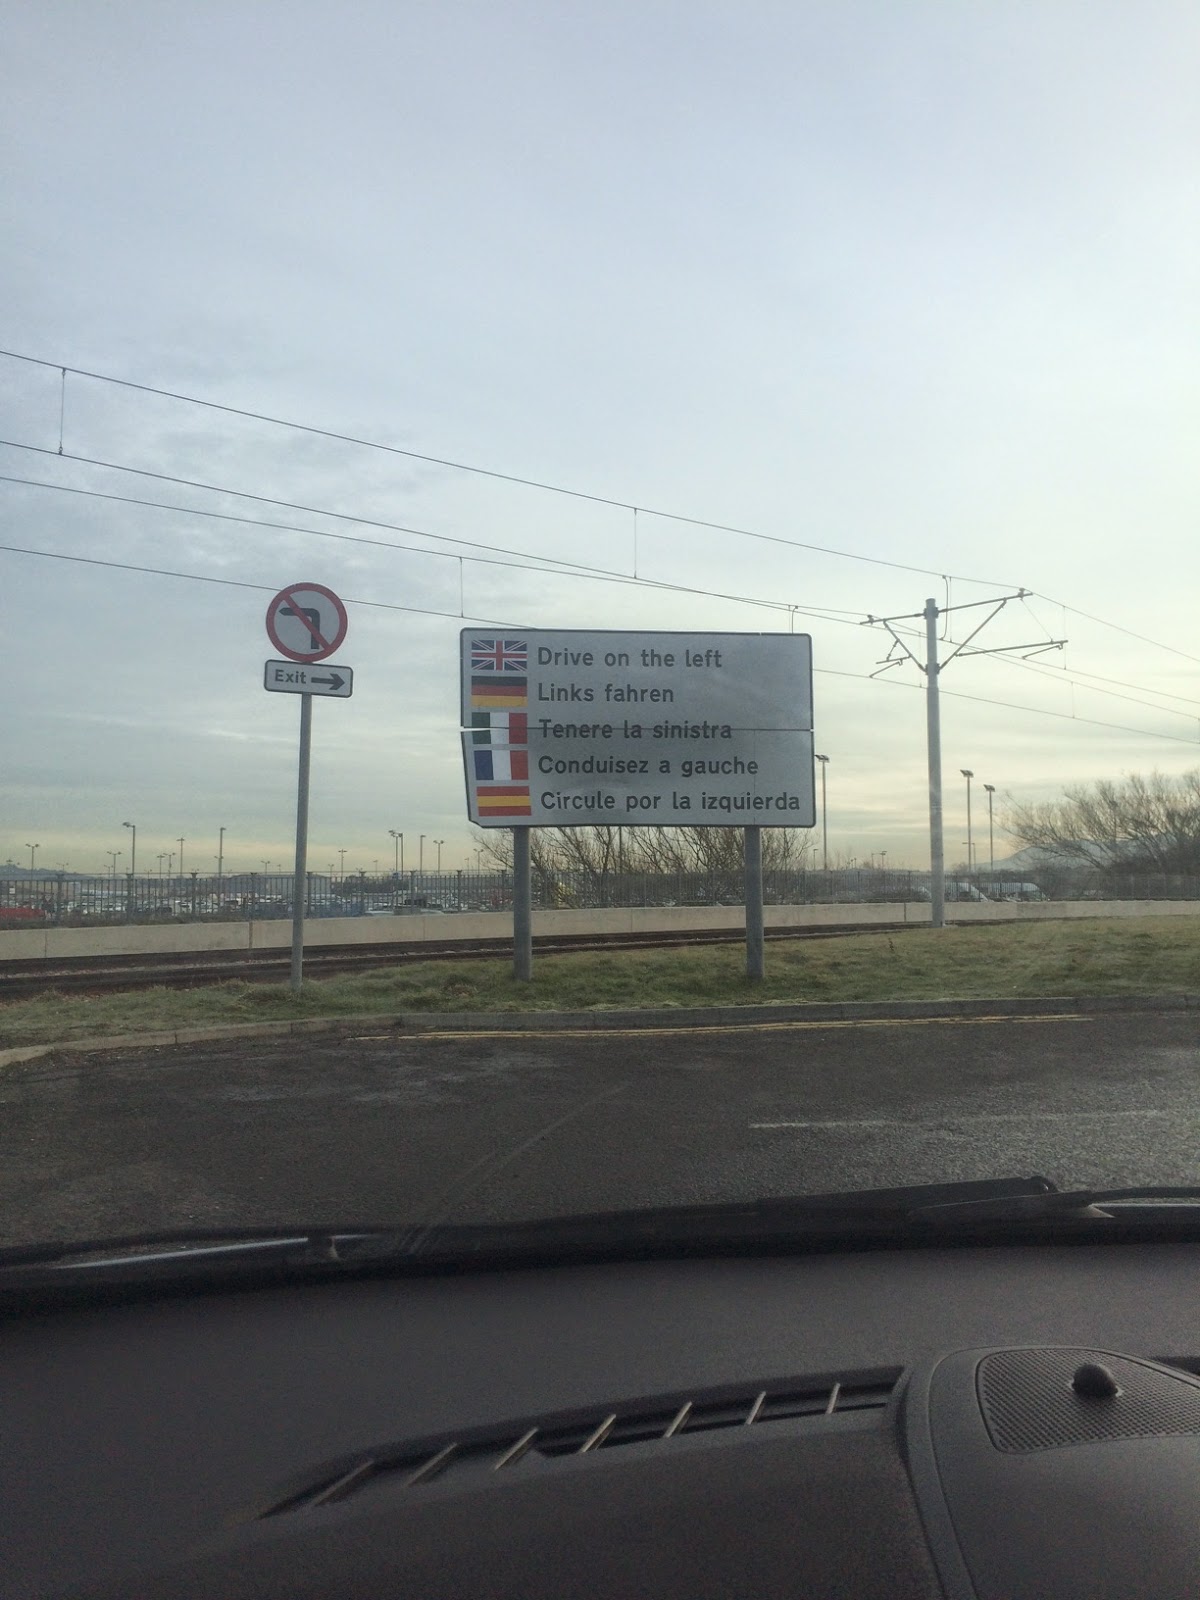 Exit
Drive on the left
Links fahren
Tenere la sinistra
Conduisez a gauche
Circule por la izquierda